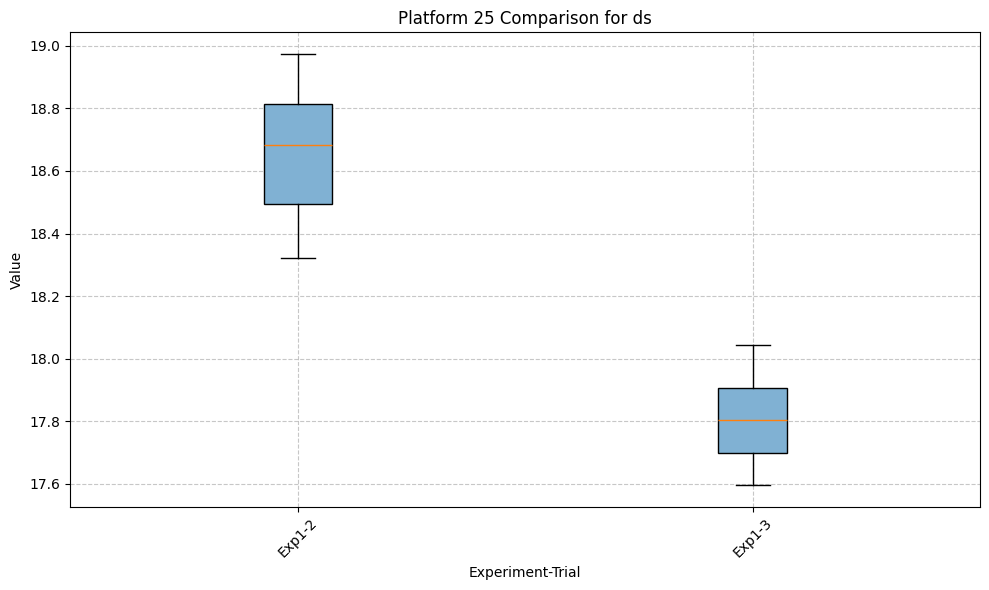 Platform 25 Comparison for ds
19.0
18.8
18.6
18.4
18.2
18.0
17.8
17.6
Value
Exp1-2
Exp1-3
Experiment-Trial